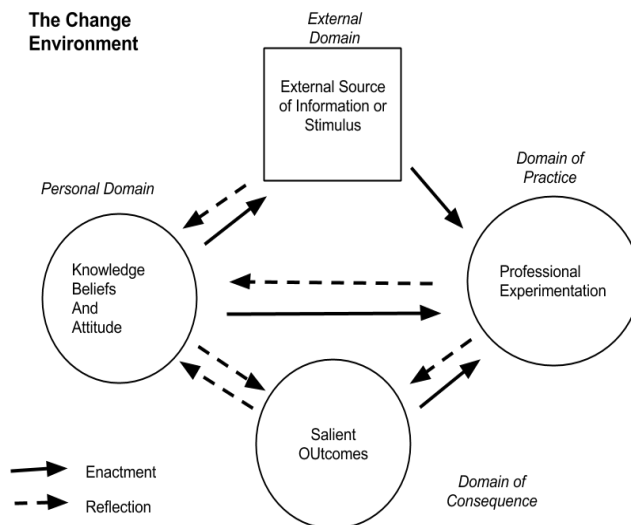 The Change
Environment
External
Domain
External Source
of Information or
Stimulus
Domain of
Practice
Personal Domain
Knowledge
Beliefs
And
Attitude
Professional
Experimentation
Salient
OUtcomes
Enactment
Reflection
Domain of
Consequence